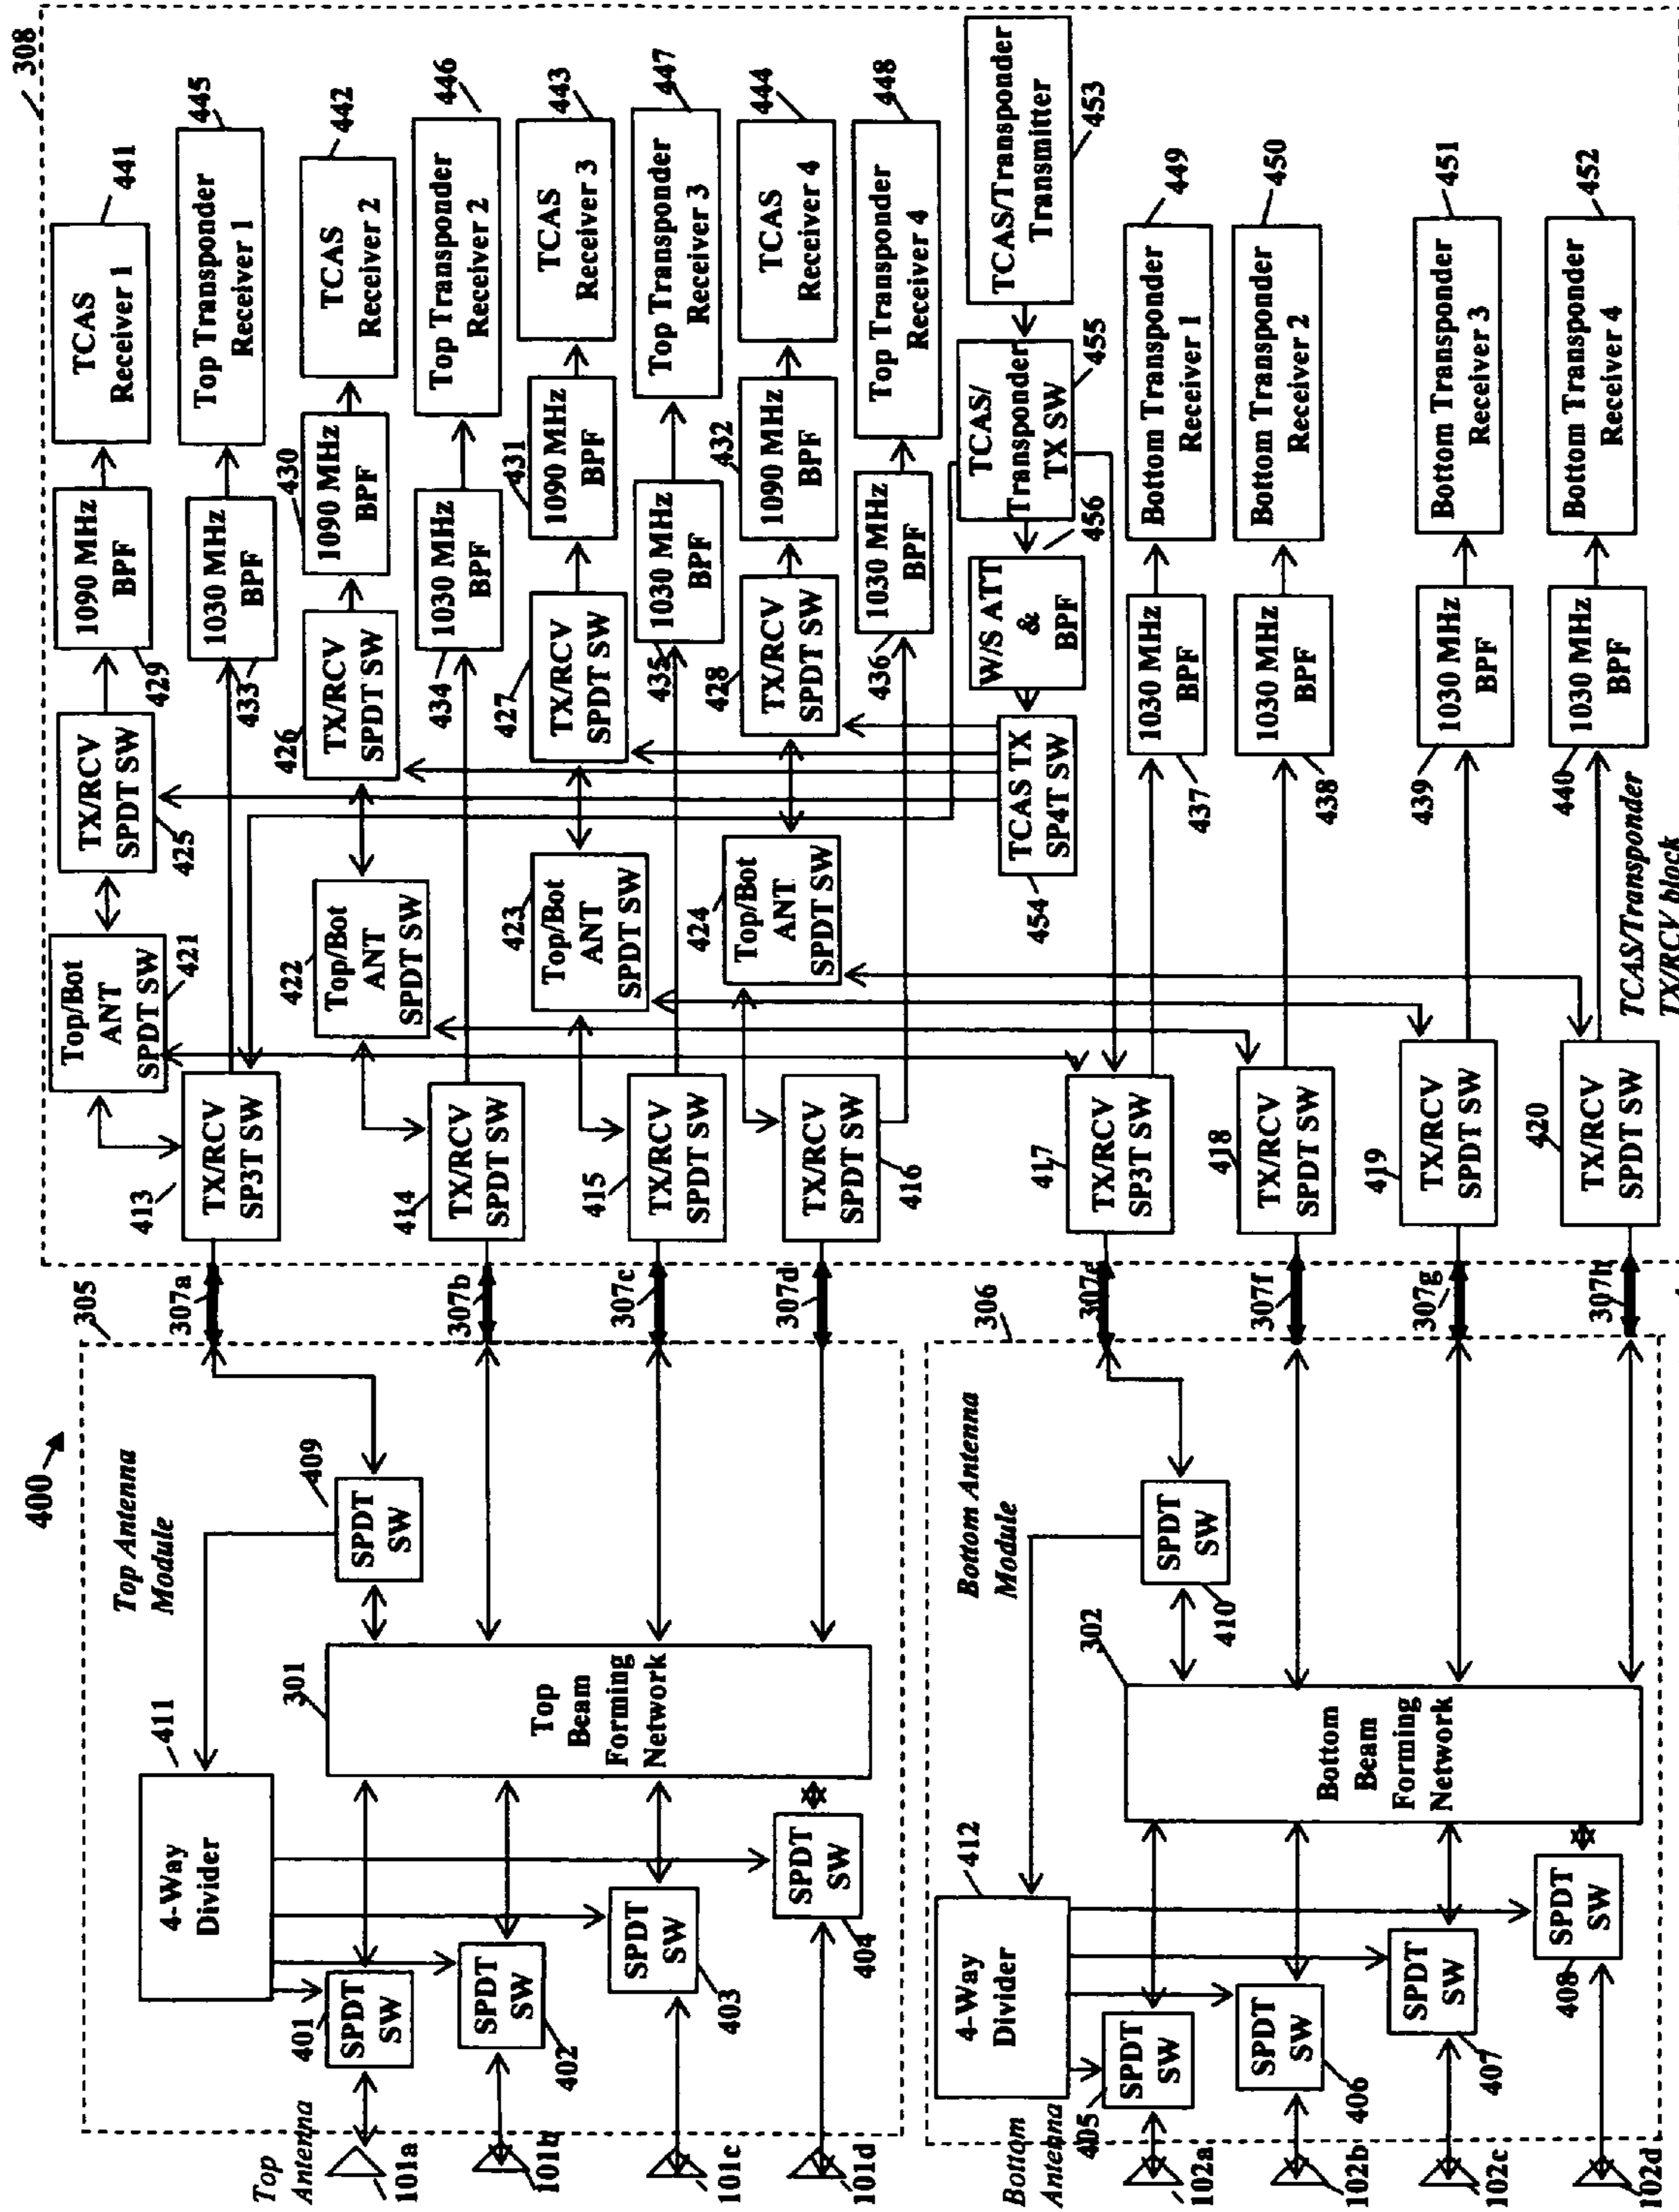 400
308
Top Antenna
Module
305
409
411
4-Way
Divider
SPDT
SW
301
Top
Beam
Forming
Network
401
SPDT
SW
SPDT
SW
402
SPDT
SW
403
SPDT
SW
404
Top
Antenna
101a
101b
101c
101d
307a
307b
307c
307d
Bottom Antenna
Module
306
410
412
4-Way
Divider
SPDT
SW
302
Bottom
Beam
Forming
Network
405
SPDT
SW
SPDT
SW
406
SPDT
SW
407
SPDT
SW
408
Bottom
Antenna
102a
102b
102c
102d
307e
307f
307g
307h
413
TX/RCV
SP3T SW
414
TX/RCV
SPDT SW
415
TX/RCV
SPDT SW
TX/RCV
SPDT SW
416
417
TX/RCV
SP3T SW
418
TX/RCV
SPDT SW
419
TX/RCV
SPDT SW
420
TX/RCV
SPDT SW
Top/Bot
ANT
SPDT SW
421
422
Top/Bot
ANT
SPDT SW
423
Top/Bot
ANT
SPDT SW
424
Top/Bot
ANT
SPDT SW
TX/RCV
SPDT SW
425
426
TX/RCV
SPDT SW
427
TX/RCV
SPDT SW
428
TX/RCV
SPDT SW
1090 MHz
BPF
429
1030 MHz
BPF
433
430
1090 MHz
BPF
434
1030 MHz
BPF
431
1090 MHz
BPF
435
1030 MHz
BPF
432
1090 MHz
BPF
436
1030 MHz
BPF
TCAS
Receiver 1
441
Top Transponder
Receiver 1
445
TCAS
Receiver 2
442
Top Transponder
Receiver 2
446
TCAS
Receiver 3
443
Top Transponder
Receiver 3
447
TCAS
Receiver 4
444
Top Transponder
Receiver 4
448
TCAS/Transponder
Transmitter
453
TCAS/
Transponder
TX SW
455
W/S ATT
&
BPF
456
TCAS TX
SP4T SW
454
1030 MHz
BPF
437
Bottom Transponder
Receiver 1
449
1030 MHz
BPF
438
Bottom Transponder
Receiver 2
450
1030 MHz
BPF
439
Bottom Transponder
Receiver 3
451
1030 MHz
BPF
440
Bottom Transponder
Receiver 4
452
TCAS/Transponder
TX/RCV block